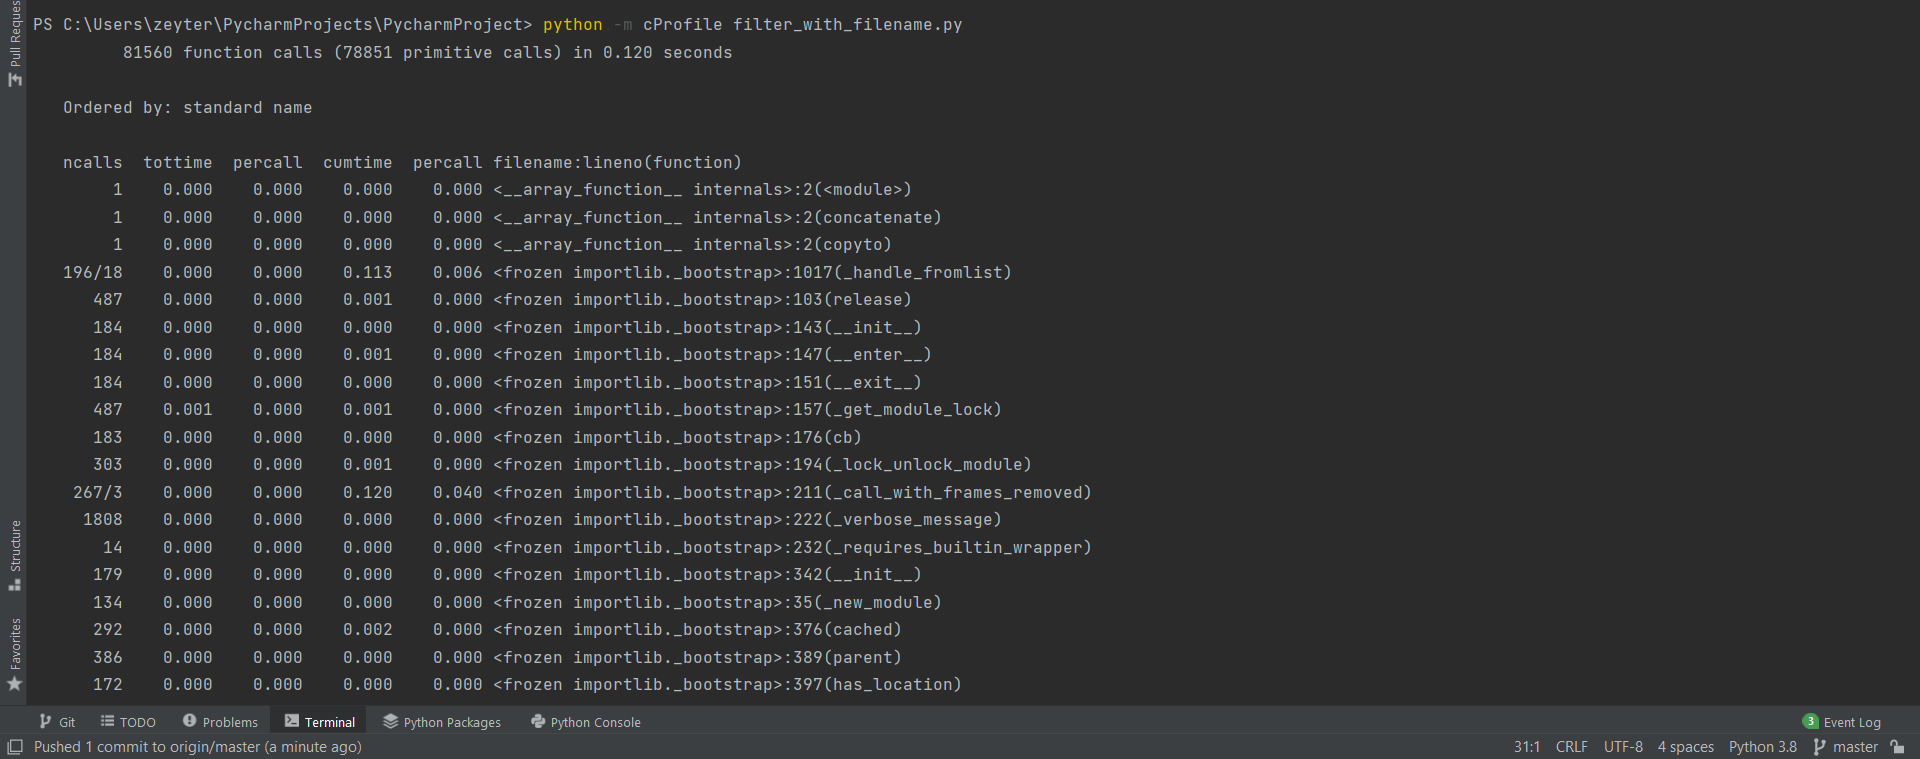 Pull Reques
Structure
Favorites
PS C:\Users\zeyter\PycharmProjects\PycharmProject> python -m cProfile filter_with_filename.py
81560 function calls (78851 primitive calls) in 0.120 seconds
Ordered by: standard name
ncalls tottime percall cumtime percall filename:lineno(function)
1 0.000 0.000 0.000 0.000 <__array_function__ internals>:2(<module>)
1 0.000 0.000 0.000 0.000 <__array_function__ internals>:2(concatenate)
1 0.000 0.000 0.000 0.000 <__array_function__ internals>:2(copyto)
196/18 0.000 0.000 0.113 0.006 <frozen importlib._bootstrap>:1017(_handle_fromlist)
487 0.000 0.000 0.001 0.000 <frozen importlib._bootstrap>:103(release)
184 0.000 0.000 0.000 0.000 <frozen importlib._bootstrap>:143(__init__)
184 0.000 0.000 0.001 0.000 <frozen importlib._bootstrap>:147(__enter__)
184 0.000 0.000 0.000 0.000 <frozen importlib._bootstrap>:151(__exit__)
487 0.001 0.000 0.001 0.000 <frozen importlib._bootstrap>:157(_get_module_lock)
183 0.000 0.000 0.000 0.000 <frozen importlib._bootstrap>:176(cb)
303 0.000 0.000 0.001 0.000 <frozen importlib._bootstrap>:194(_lock_unlock_module)
267/3 0.000 0.000 0.120 0.040 <frozen importlib._bootstrap>:211(_call_with_frames_removed)
1808 0.000 0.000 0.000 0.000 <frozen importlib._bootstrap>:222(_verbose_message)
14 0.000 0.000 0.000 0.000 <frozen importlib._bootstrap>:232(_requires_builtin_wrapper)
179 0.000 0.000 0.000 0.000 <frozen importlib._bootstrap>:342(__init__)
134 0.000 0.000 0.000 0.000 <frozen importlib._bootstrap>:35(_new_module)
292 0.000 0.000 0.002 0.000 <frozen importlib._bootstrap>:376(cached)
386 0.000 0.000 0.000 0.000 <frozen importlib._bootstrap>:389(parent)
172 0.000 0.000 0.000 0.000 <frozen importlib._bootstrap>:397(has_location)
Git TODO Problems Terminal Python Packages Python Console 3 Event Log
Pushed 1 commit to origin/master (a minute ago) 31:1 CRLF UTF-8 4 spaces Python 3.8 master